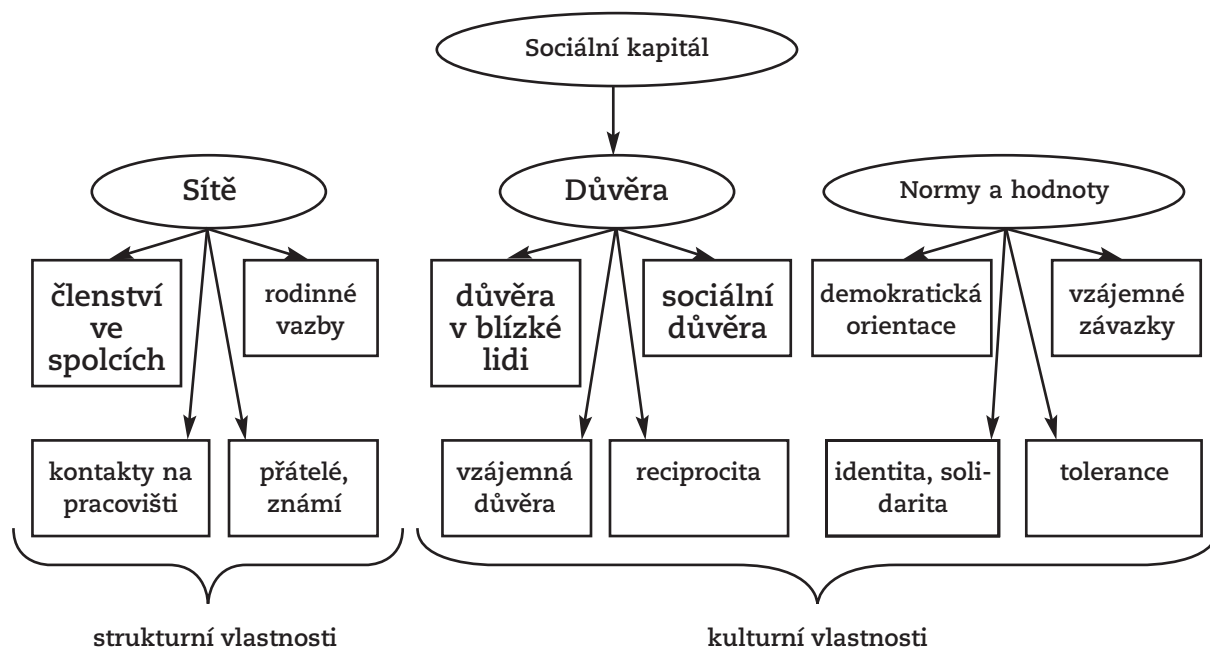 Sociální kapitál
Sítě
Důvěra
Normy a hodnoty
členství
ve
spolcích
rodinné
vazby
důvěra
v blízké
lidi
sociální
důvěra
demokratická
orientace
vzájemné
závazky
kontakty na
pracovišti
přátelé,
známí
vzájemná
důvěra
reciprocita
identita, soli-
darita
tolerance
strukturní vlastnosti
kulturní vlastnosti